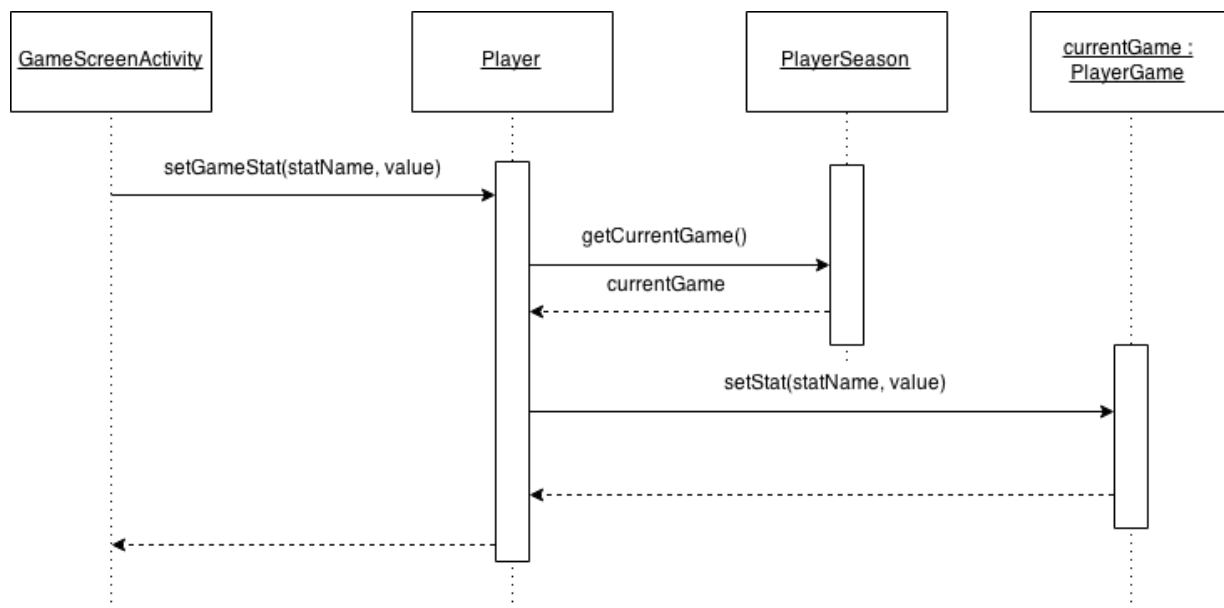 GameScreenActivity
Player
PlayerSeason
currentGame :
PlayerGame
setGameStat(statName, value)
getCurrentGame()
currentGame
setStat(statName, value)